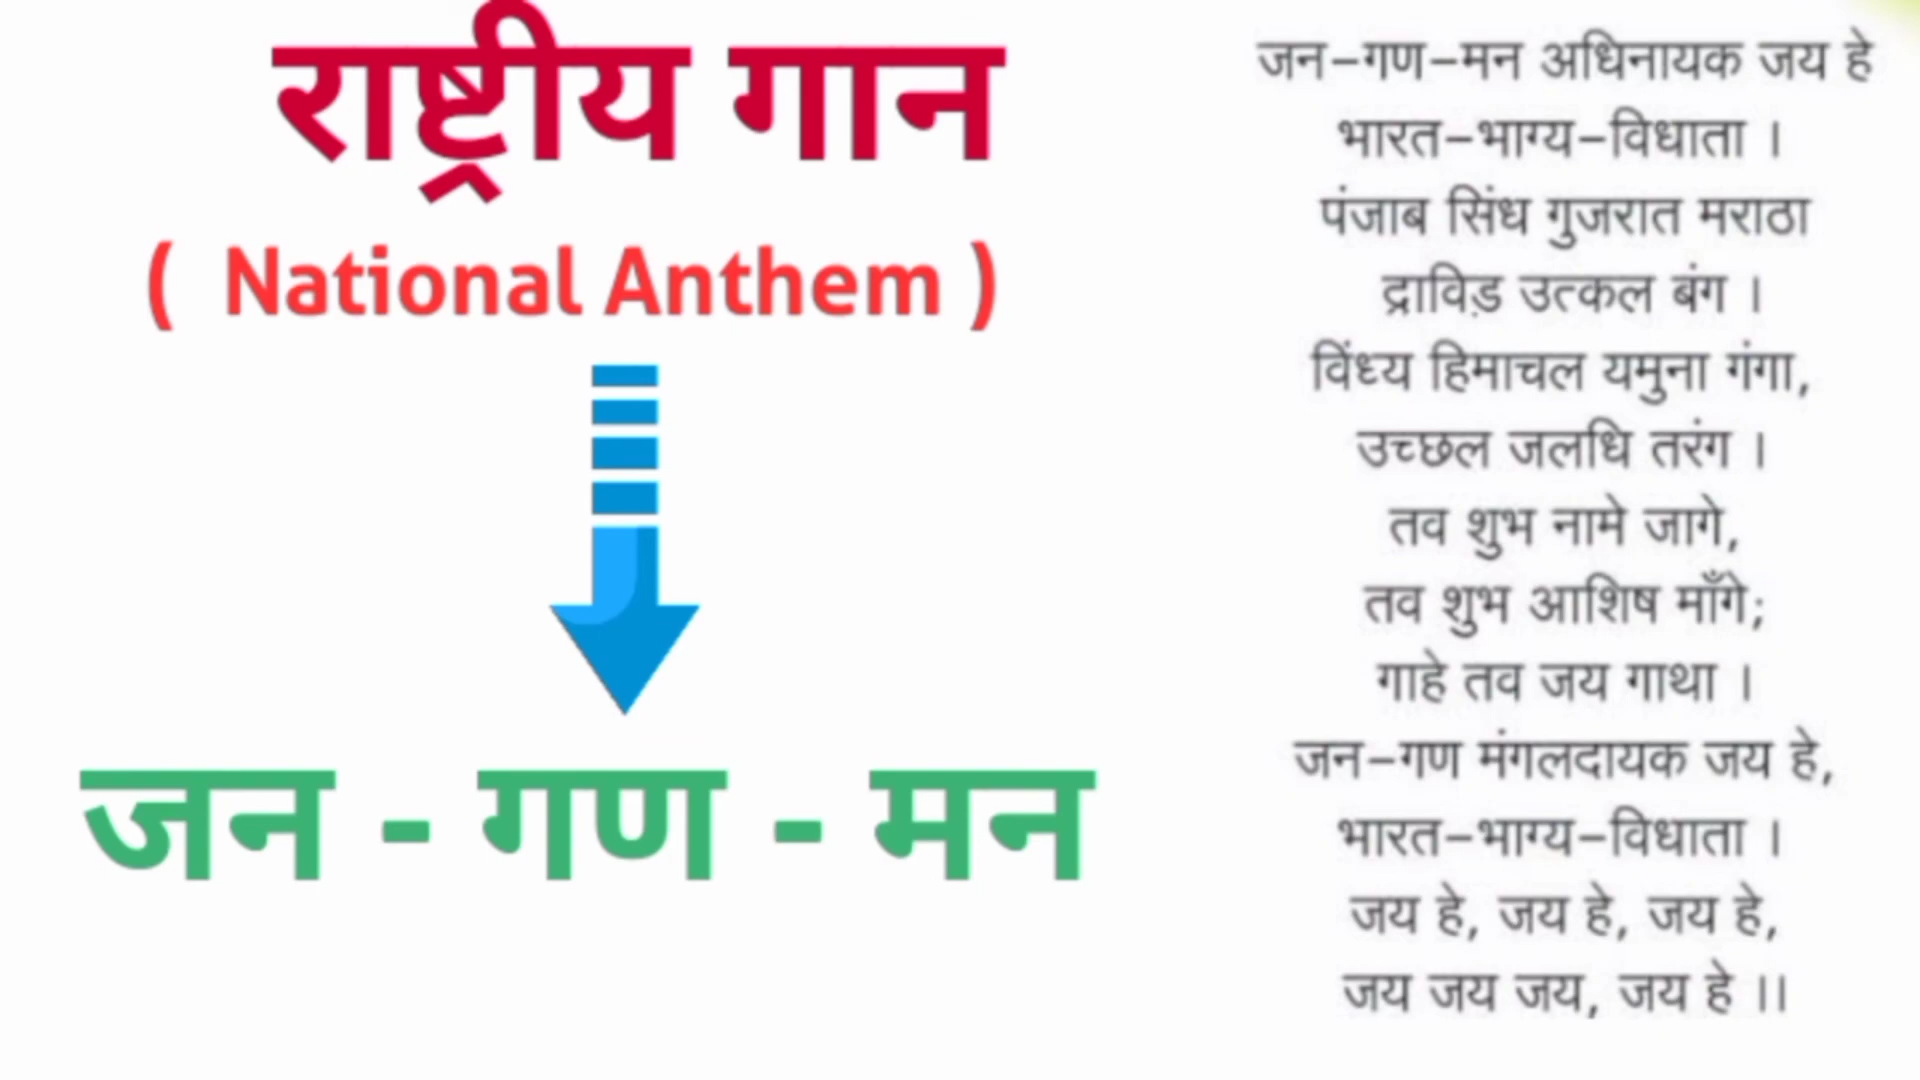 राष्ट्रीय गान
( National Anthem )
जन - गण - मन
जन–गण–मन अधिनायक जय हे
भारत–भाग्य–विधाता ।
पंजाब सिंध गुजरात मराठा
द्राविड़ उत्कल बंग ।
विंध्य हिमाचल यमुना गंगा,
उच्छल जलधि तरंग ।
तव शुभ नामे जागे,
तव शुभ आशिष माँगे;
गाहे तव जय गाथा ।
जन–गण मंगलदायक जय हे,
भारत–भाग्य–विधाता ।
जय हे, जय हे, जय हे,
जय जय जय, जय हे ।।